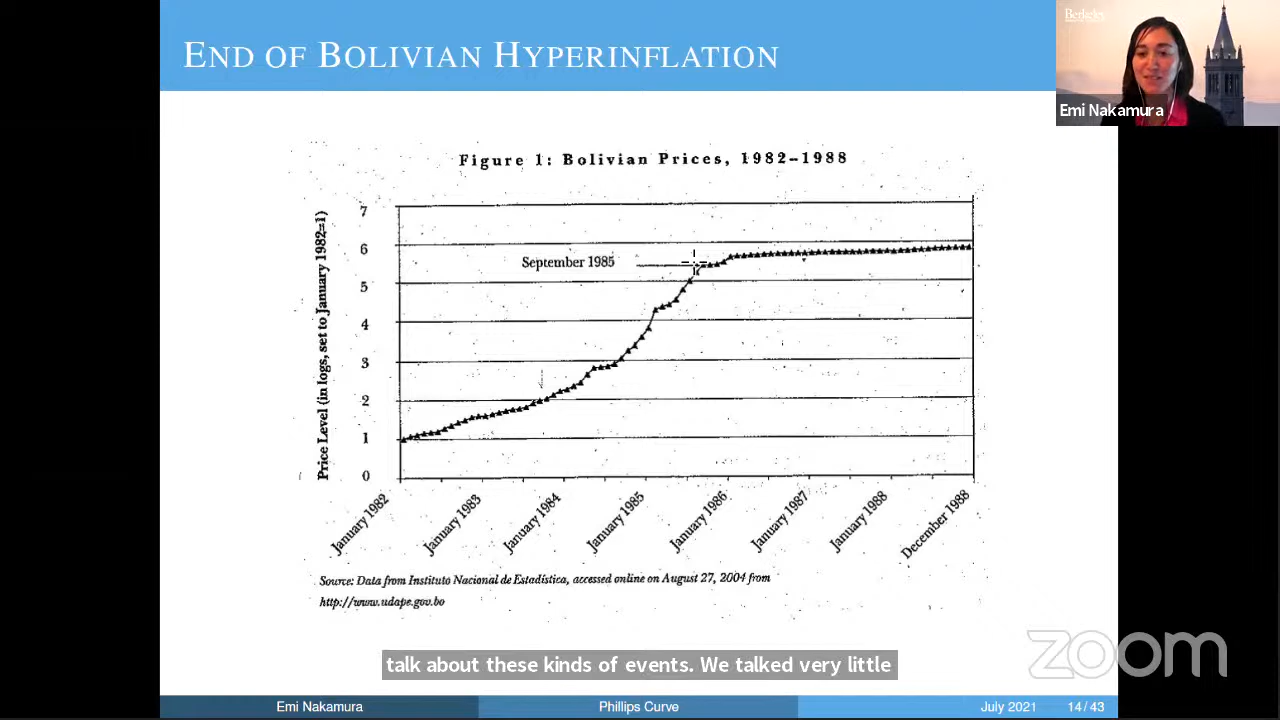 END OF BOLIVIAN HYPERINFLATION
Berkeley
Emi Nakamura
Figure 1: Bolivian Prices, 1982–1988
Price Level (in logs, set to January 1982=1)
7
6
5
4
3
2
1
0
September 1985
January 1982
January 1983
January 1984
January 1985
January 1986
January 1987
January 1988
December 1988
Source: Data from Instituto Nacional de Estadística, accessed online on August 27, 2004 from
http://www.udape.gov.bo
talk about these kinds of events. We talked very little
zoom
Emi Nakamura
Phillips Curve
July 2021
14 / 43